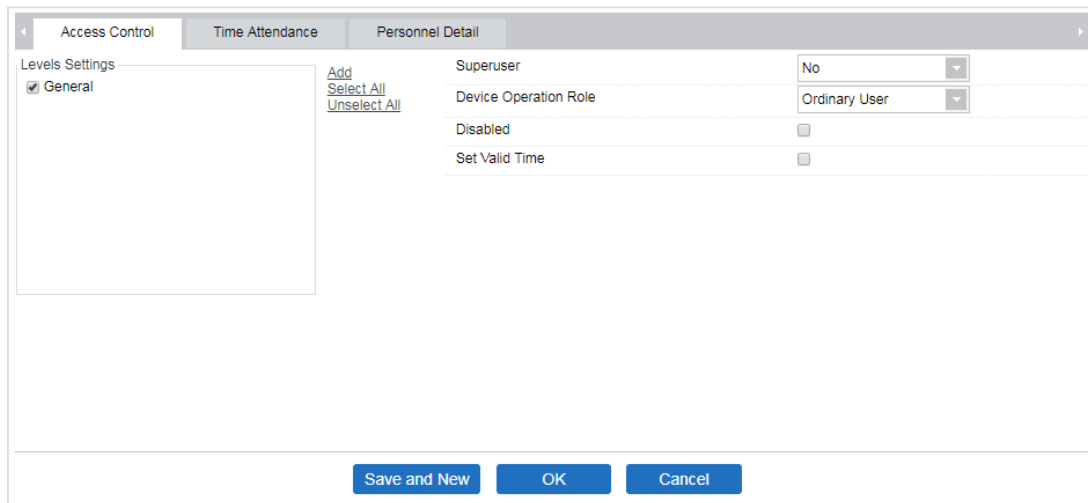 Access Control
Time Attendance
Personnel Detail
Levels Settings
General
Add
Select All
Unselect All
Superuser
No
Device Operation Role
Ordinary User
Disabled
Set Valid Time
Save and New
OK
Cancel